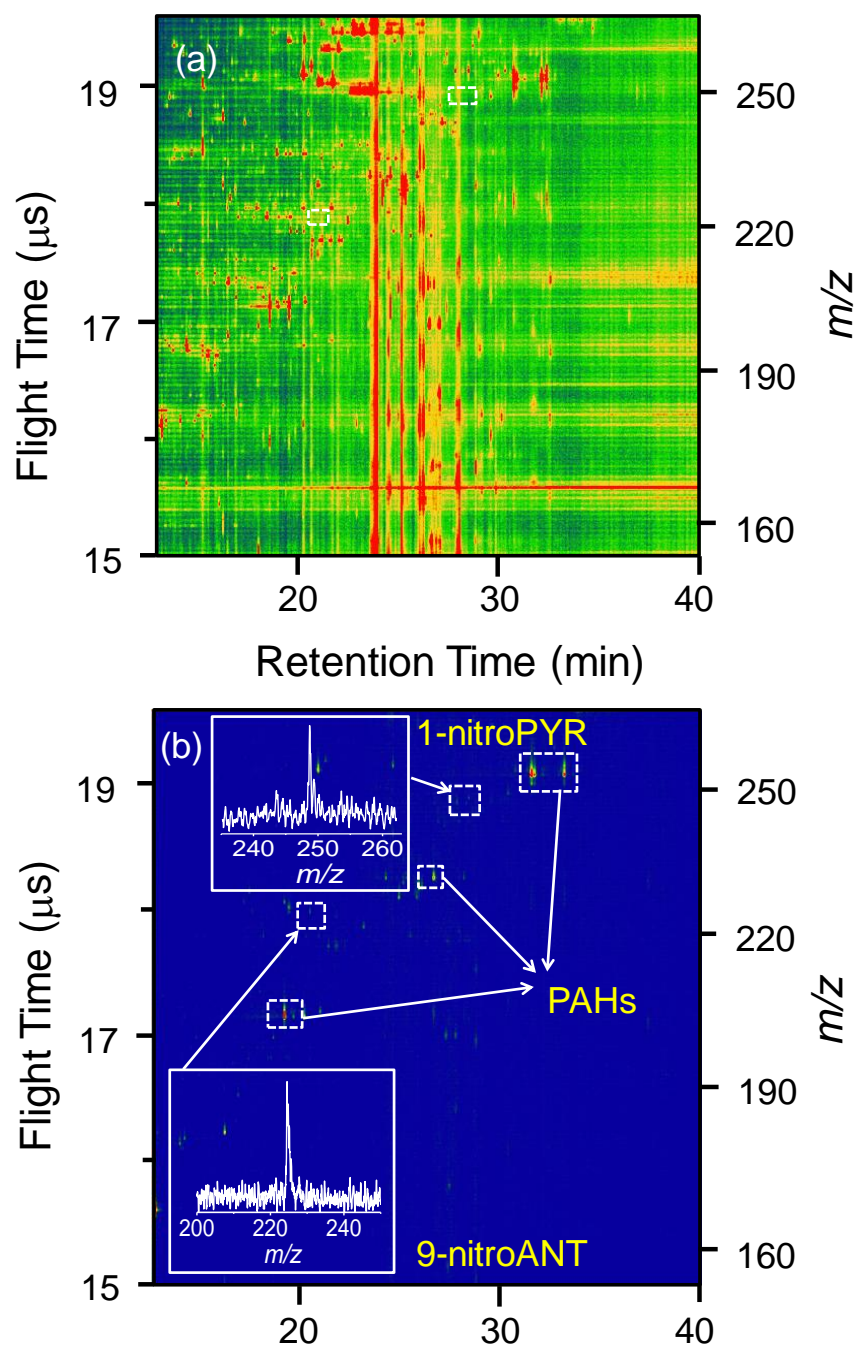 (a)
19
17
15
Flight Time (μs)
250
220
190
160
m/z
20 30 40
Retention Time (min)
(b)
1-nitroPYR
240 250 260
m/z
19
17
15
Flight Time (μs)
250
220
190
160
m/z
PAHs
200 220 240
m/z
9-nitroANT
20 30 40